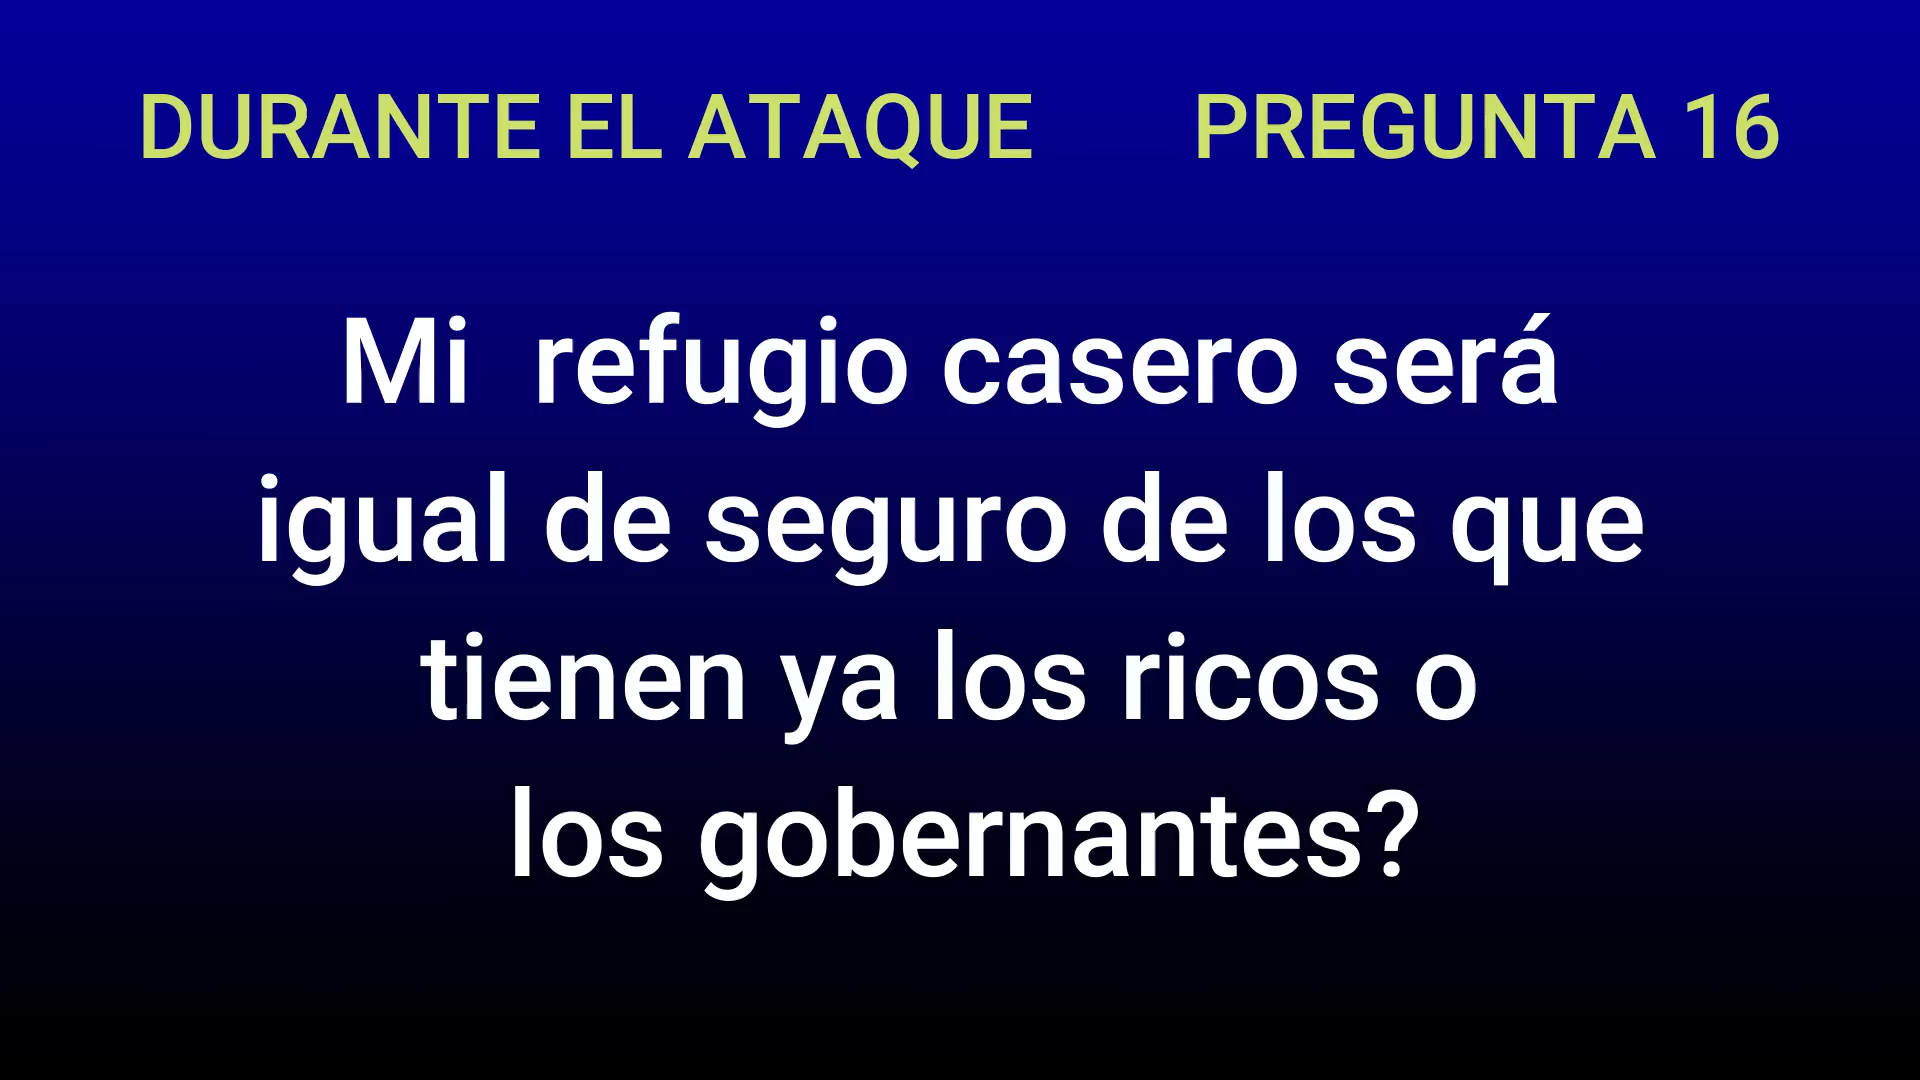 DURANTE EL ATAQUE PREGUNTA 16
Mi refugio casero será
igual de seguro de los que
tienen ya los ricos o
los gobernantes?